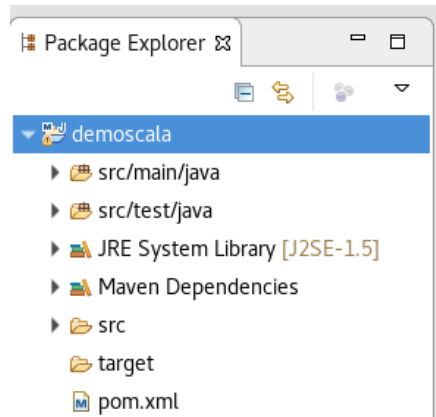 Package Explorer
demoscala
src/main/java
src/test/java
JRE System Library [J2SE-1.5]
Maven Dependencies
src
target
pom.xml